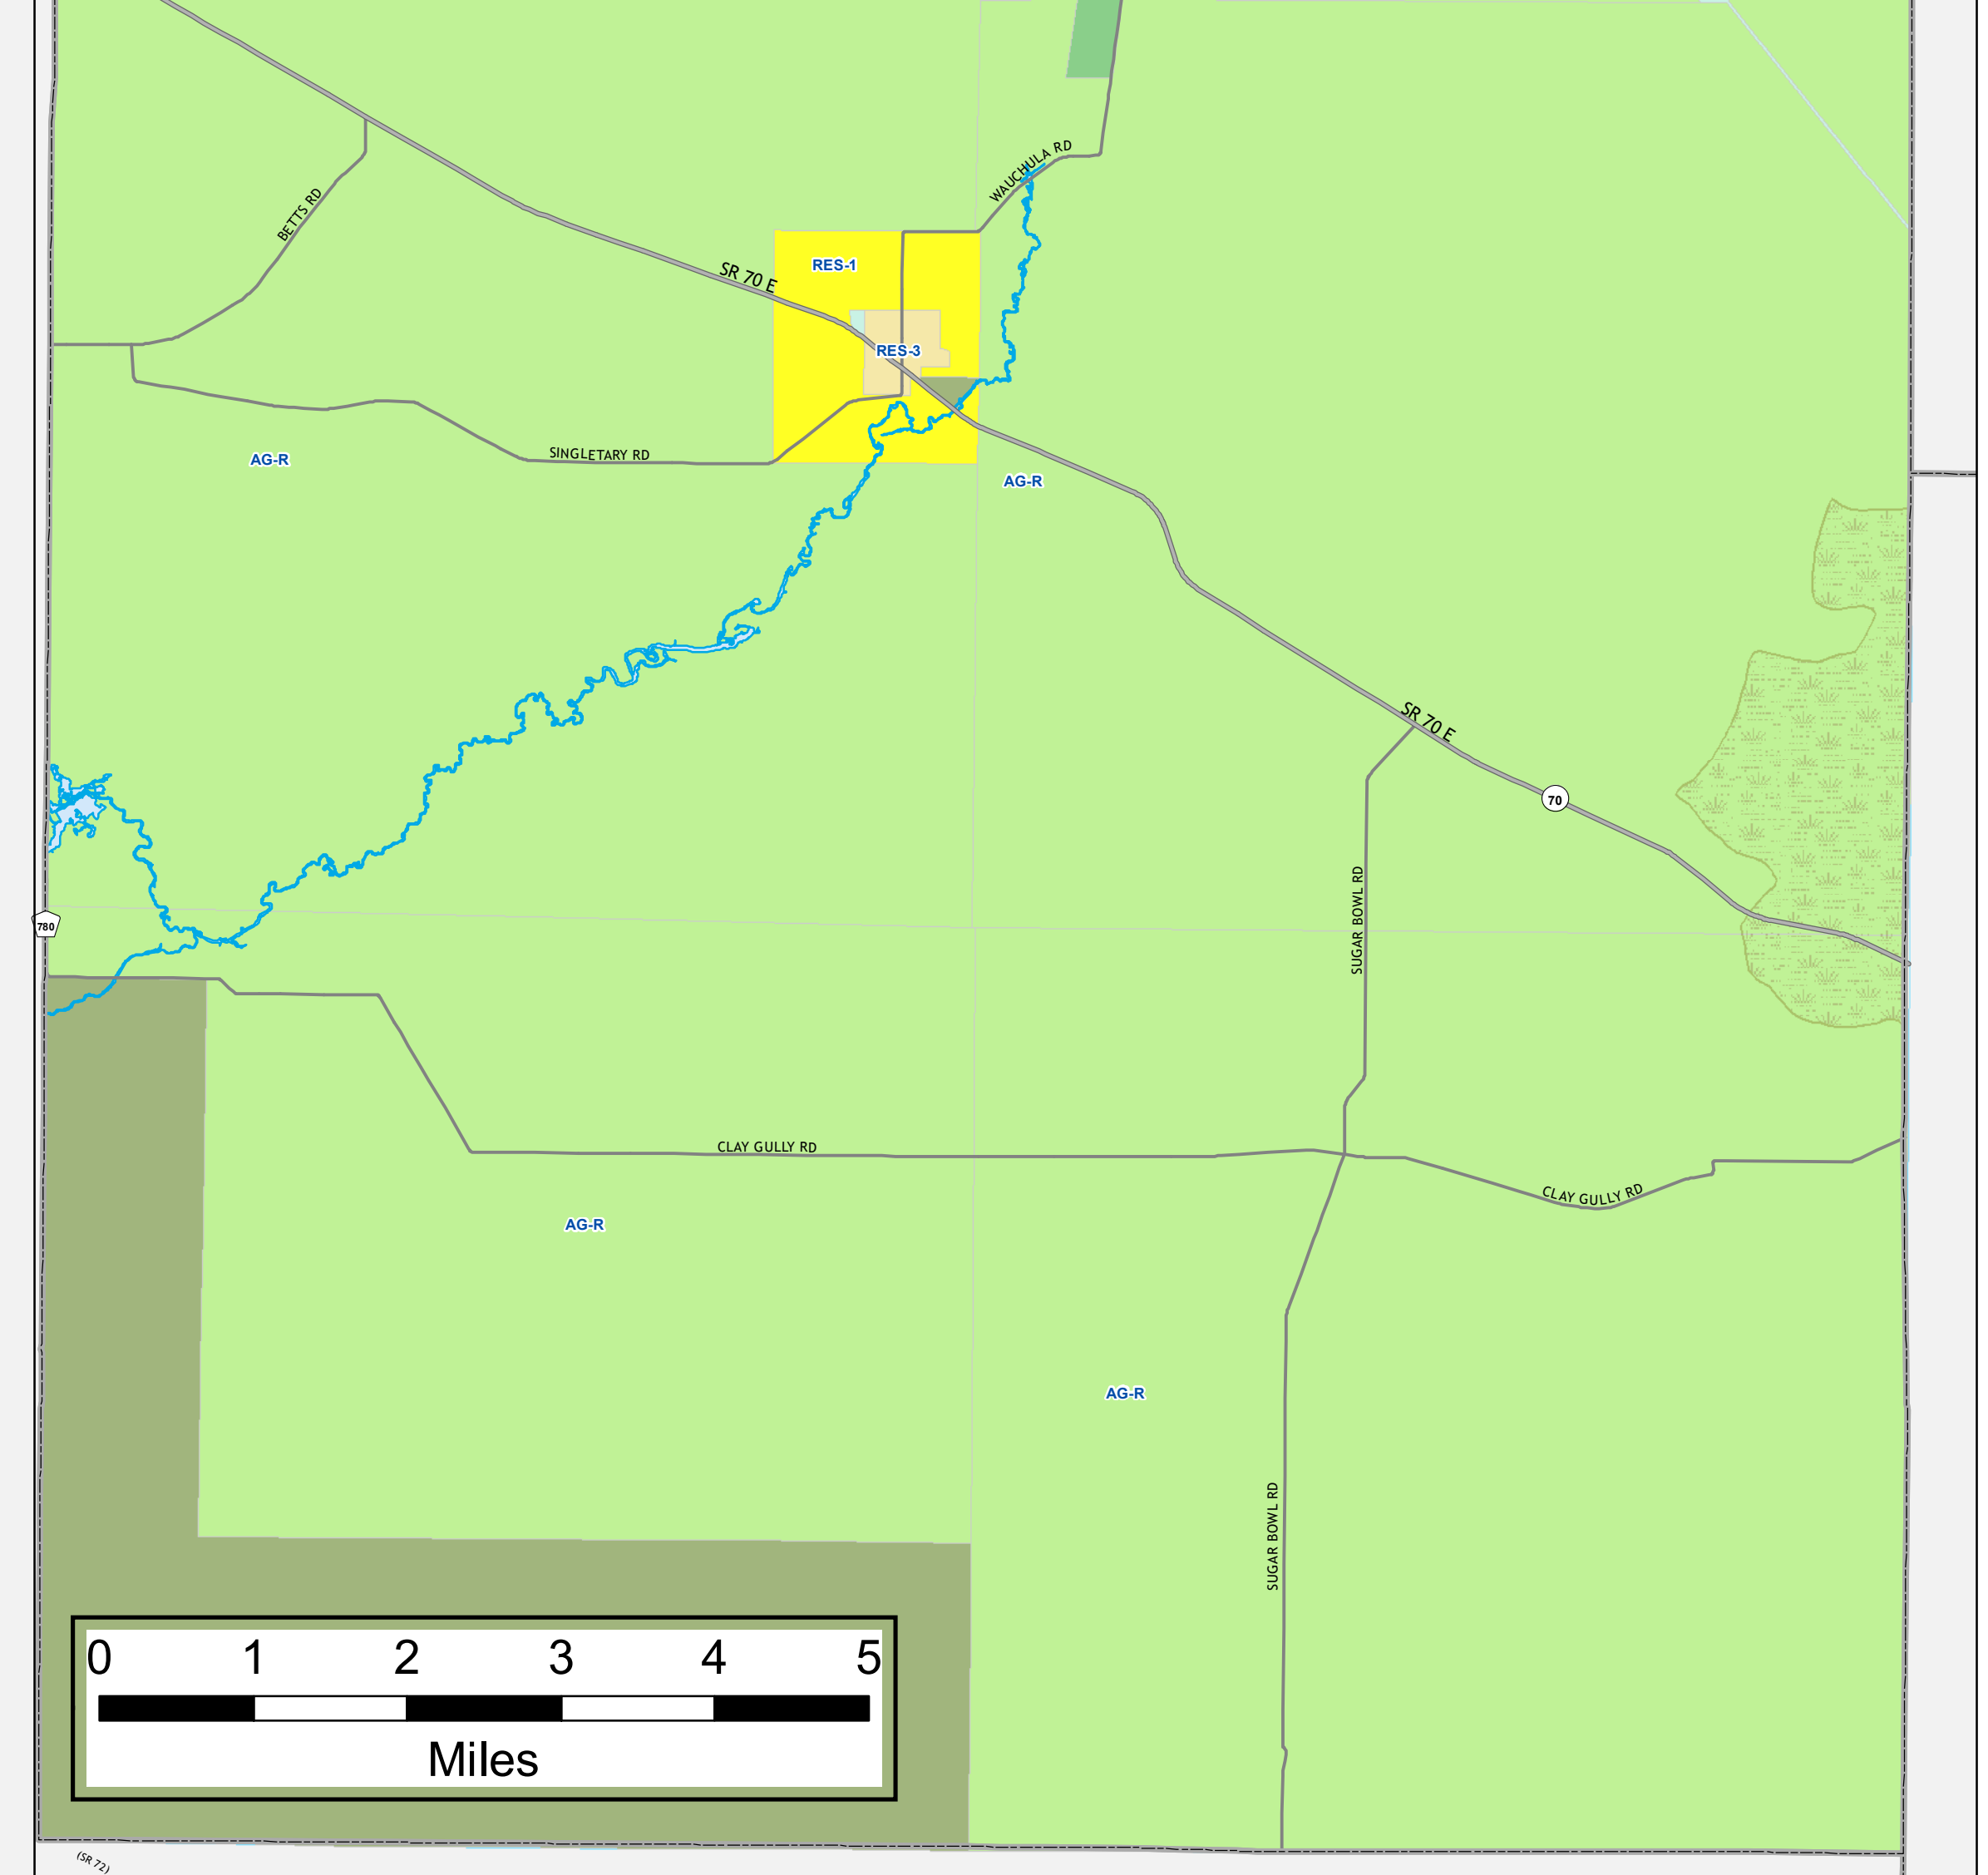 WAUCHULA RD
BETTS RD
RES-1
SR 70 E
RES-3
SINGLETARY RD
AG-R
AG-R
SR 70 E
70
SUGAR BOWL RD
780
CLAY GULLY RD
CLAY GULLY RD
AG-R
AG-R
SUGAR BOWL RD
0 1 2 3 4 5
Miles
(SR 72)